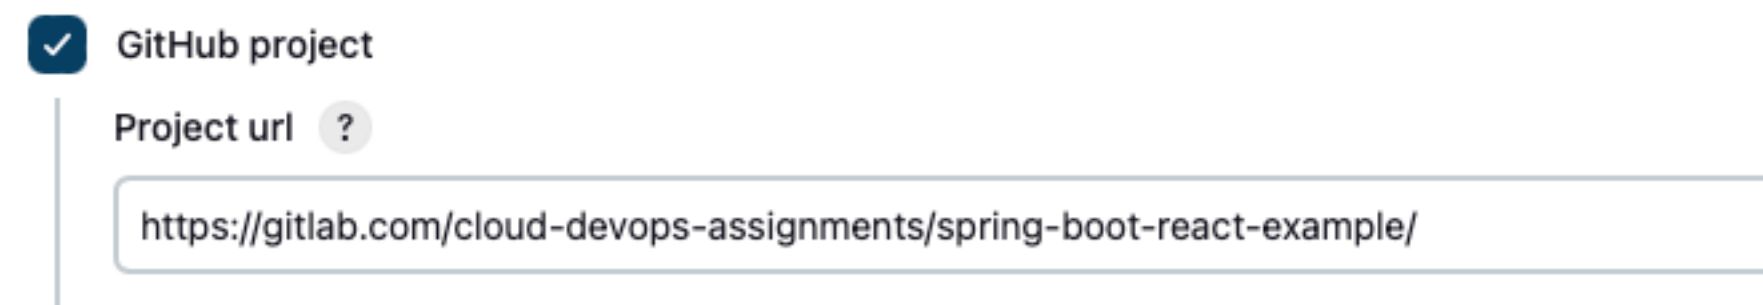 GitHub project
Project url ?
https://gitlab.com/cloud-devops-assignments/spring-boot-react-example/